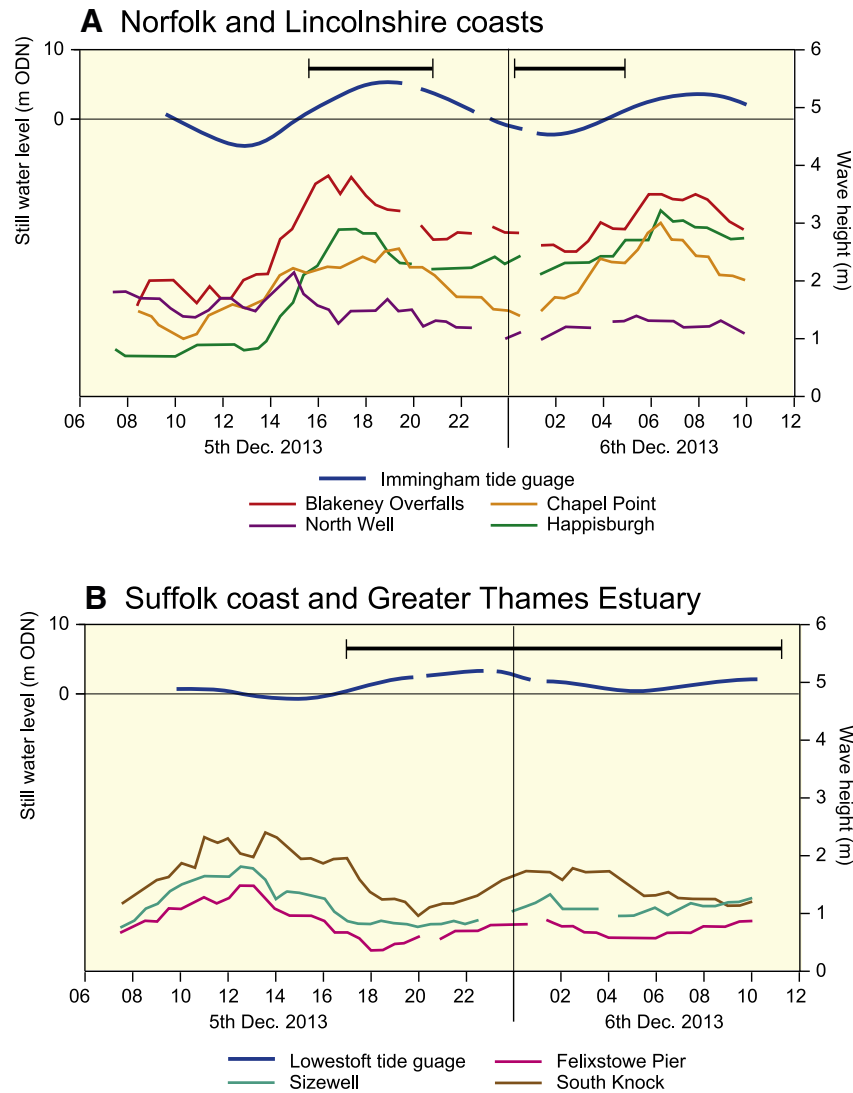 A Norfolk and Lincolnshire coasts
Still water level (m ODN)
10
0
Wave height (m)
6
5
4
3
2
1
0
06 08 10 12 14 16 18 20 22 02 04 06 08 10 12
5th Dec. 2013 6th Dec. 2013
Immingham tide guage
Blakeney Overfalls Chapel Point
North Well Happisburgh
B Suffolk coast and Greater Thames Estuary
Still water level (m ODN)
10
0
Wave height (m)
6
5
4
3
2
1
0
06 08 10 12 14 16 18 20 22 02 04 06 08 10 12
5th Dec. 2013 6th Dec. 2013
Lowestoft tide guage Felixstowe Pier
Sizewell South Knock